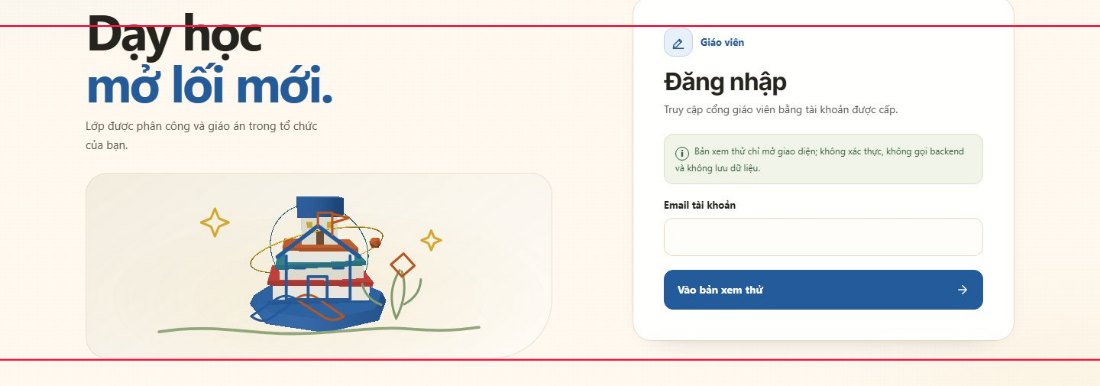 Dạy học
mở lối mới.
Lớp được phân công và giáo án trong tổ chức
của bạn.
Giáo viên
Đăng nhập
Truy cập cổng giáo viên bằng tài khoản được cấp.
Bản xem thử chỉ mở giao diện; không xác thực, không gọi backend
và không lưu dữ liệu.
Email tài khoản
Vào bản xem thử